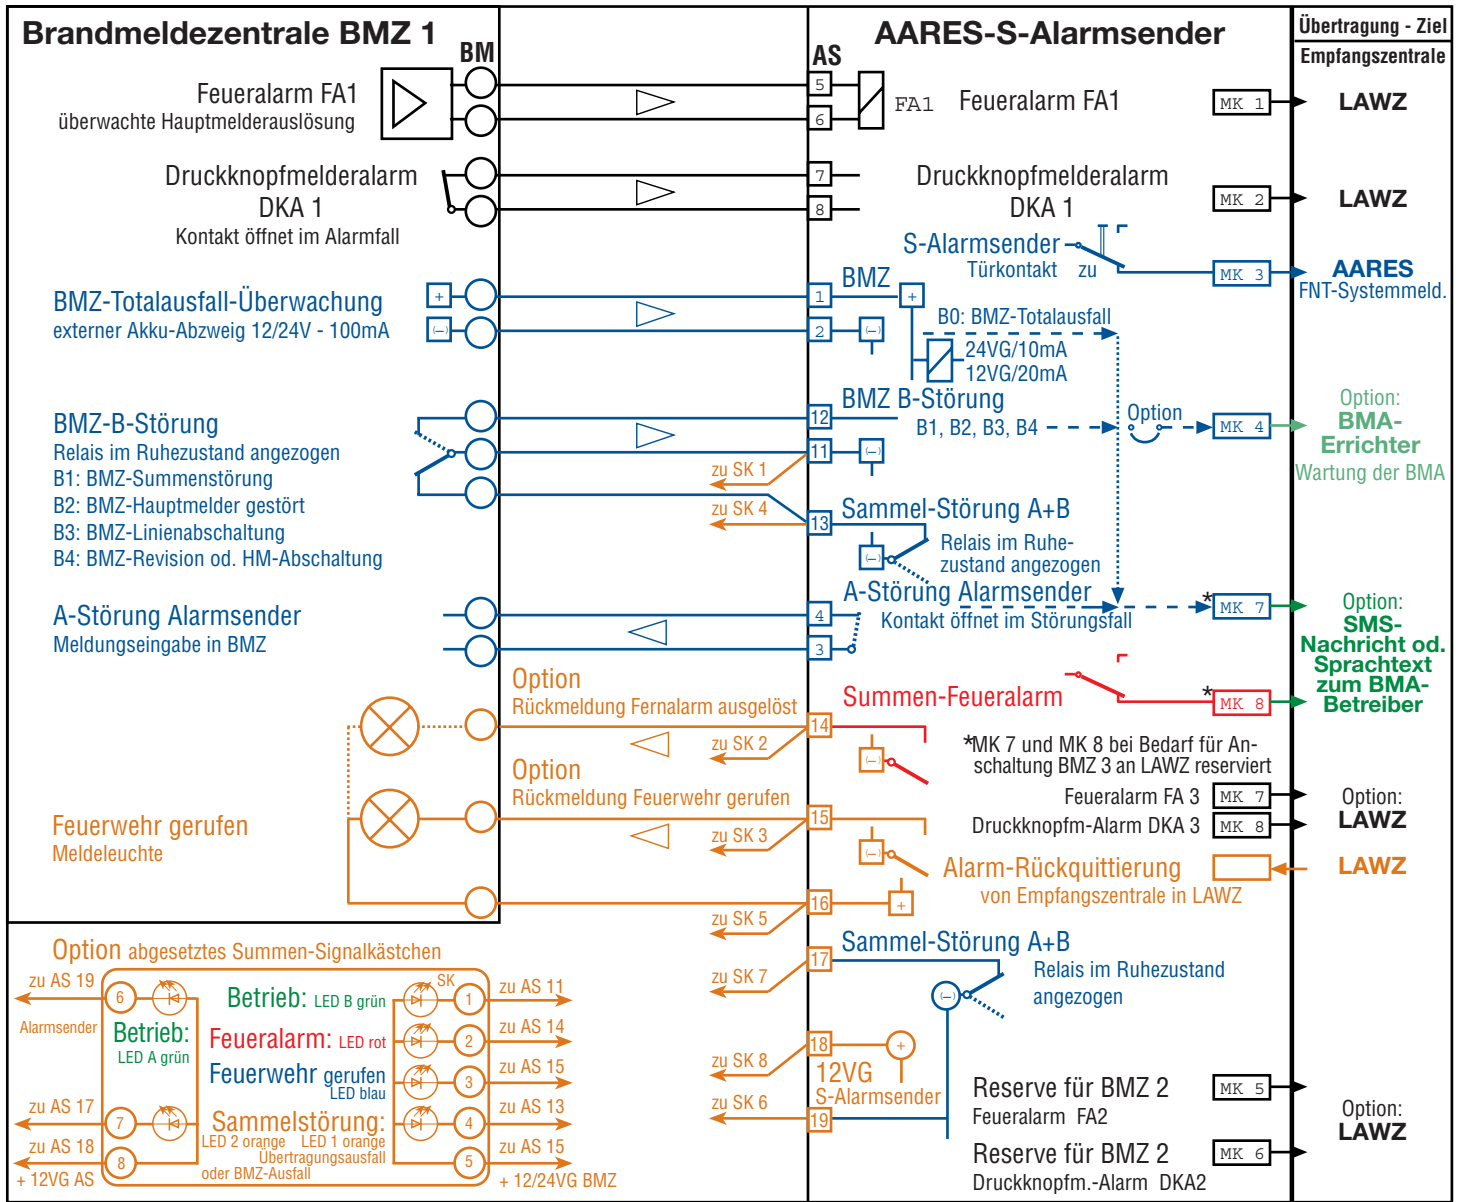 Brandmeldezentrale BMZ 1
BM
AARES-S-Alarmsender
AS
Übertragung - Ziel
Empfangszentrale
Feueralarm FA1
überwachte Hauptmelderauslösung
5
6
FA1
Feueralarm FA1
MK 1
LAWZ
Druckknopfmelderalarm
DKA 1
Kontakt öffnet im Alarmfall
7
8
Druckknopfmelderalarm
DKA 1
MK 2
LAWZ
S-Alarmsender
Türkontakt zu
MK 3
AARES
FNT-Systemmeld.
BMZ-Totalausfall-Überwachung
externer Akku-Abzweig 12/24V - 100mA
+
(—)
1
2
BMZ
+
(—)
B0: BMZ-Totalausfall
24VG/10mA
12VG/20mA
BMZ-B-Störung
Relais im Ruhezustand angezogen
B1: BMZ-Summenstörung
B2: BMZ-Hauptmelder gestört
B3: BMZ-Linienabschaltung
B4: BMZ-Revision od. HM-Abschaltung
12
11
zu SK 1
zu SK 4
13
BMZ B-Störung
B1, B2, B3, B4
(—)
Option
MK 4
Option:
BMA-
Errichter
Wartung der BMA
Sammel-Störung A+B
Relais im Ruhe-
zustand angezogen
(—)
A-Störung Alarmsender
Meldungseingabe in BMZ
4
3
A-Störung Alarmsender
Kontakt öffnet im Störungsfall
*
MK 7
Option:
SMS-
Nachricht od.
Sprachtext
zum BMA-
Betreiber
Option
Rückmeldung Fernalarm ausgelöst
zu SK 2
14
Summen-Feueralarm
(—)
*
MK 8
*MK 7 und MK 8 bei Bedarf für An-
schaltung BMZ 3 an LAWZ reserviert
Feueralarm FA 3
MK 7
Druckknopfm-Alarm DKA 3
MK 8
Option:
LAWZ
Feuerwehr gerufen
Meldeleuchte
Option
Rückmeldung Feuerwehr gerufen
zu SK 3
15
(—)
Alarm-Rückquittierung
von Empfangszentrale in LAWZ
LAWZ
zu SK 5
16
+
Sammel-Störung A+B
Relais im Ruhezustand
angezogen
17
zu SK 7
(—)
18
zu SK 8
+
12VG
S-Alarmsender
zu SK 6
19
Reserve für BMZ 2
Feueralarm FA2
MK 5
Reserve für BMZ 2
Druckknopfm.-Alarm DKA2
MK 6
Option:
LAWZ
Option abgesetztes Summen-Signalkästchen
zu AS 19
6
Alarmsender
Betrieb:
LED A grün
Betrieb: LED B grün
SK
1
zu AS 11
Feueralarm: LED rot
2
zu AS 14
Feuerwehr gerufen
LED blau
3
zu AS 15
zu AS 17
7
Sammelstörung:
LED 2 orange LED 1 orange
Übertragungsausfall
oder BMZ-Ausfall
4
zu AS 13
zu AS 18
8
+ 12VG AS
5
zu AS 15
+ 12/24VG BMZ